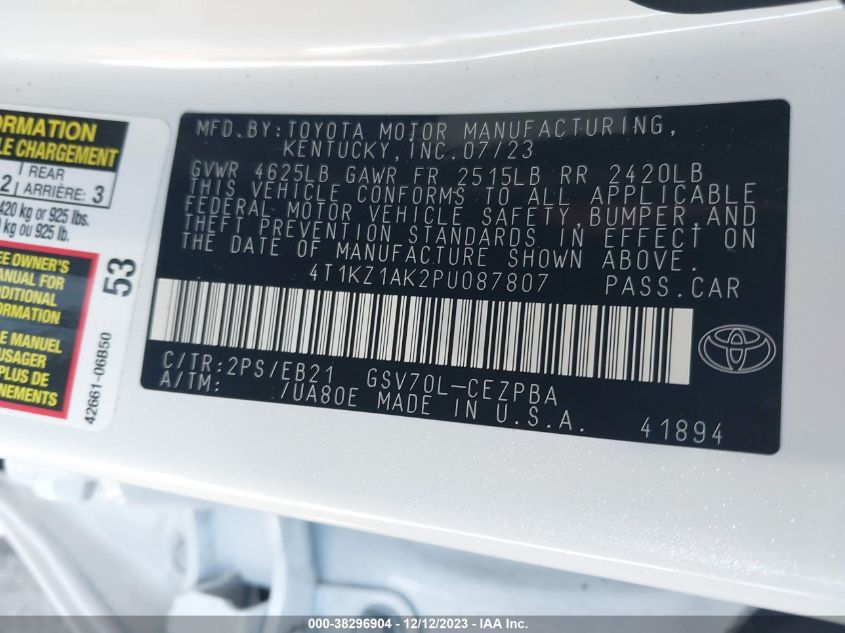 ORMATION
LE CHARGEMENT
2
REAR
ARRIÈRE: 3
420 kg or 925 lbs.
kg ou 925 lb.
EE OWNER'S
MANUAL FOR
DDITIONAL
FORMATION
E MANUEL
USAGER
PLUS DE
NEMENTS
53
42661-06B50
MFD.BY:TOYOTA MOTOR MANUFACTURING,
KENTUCKY,INC.07/23
GVWR 4625LB GAWR FR 2515LB RR 2420LB
THIS VEHICLE CONFORMS TO ALL APPLICABLE
FEDERAL MOTOR VEHICLE SAFETY,BUMPER,AND
THEFT PREVENTION STANDARDS IN EFFECT ON
THE DATE OF MANUFACTURE SHOWN ABOVE.
4T1KZ1AK2PU087807 PASS.CAR
C/TR:2PS/EB21 GSV70L-CEZPBA
A/TM: /UA80E MADE IN U.S.A.
41894
000-38296904 - 12/12/2023 - IAA Inc.